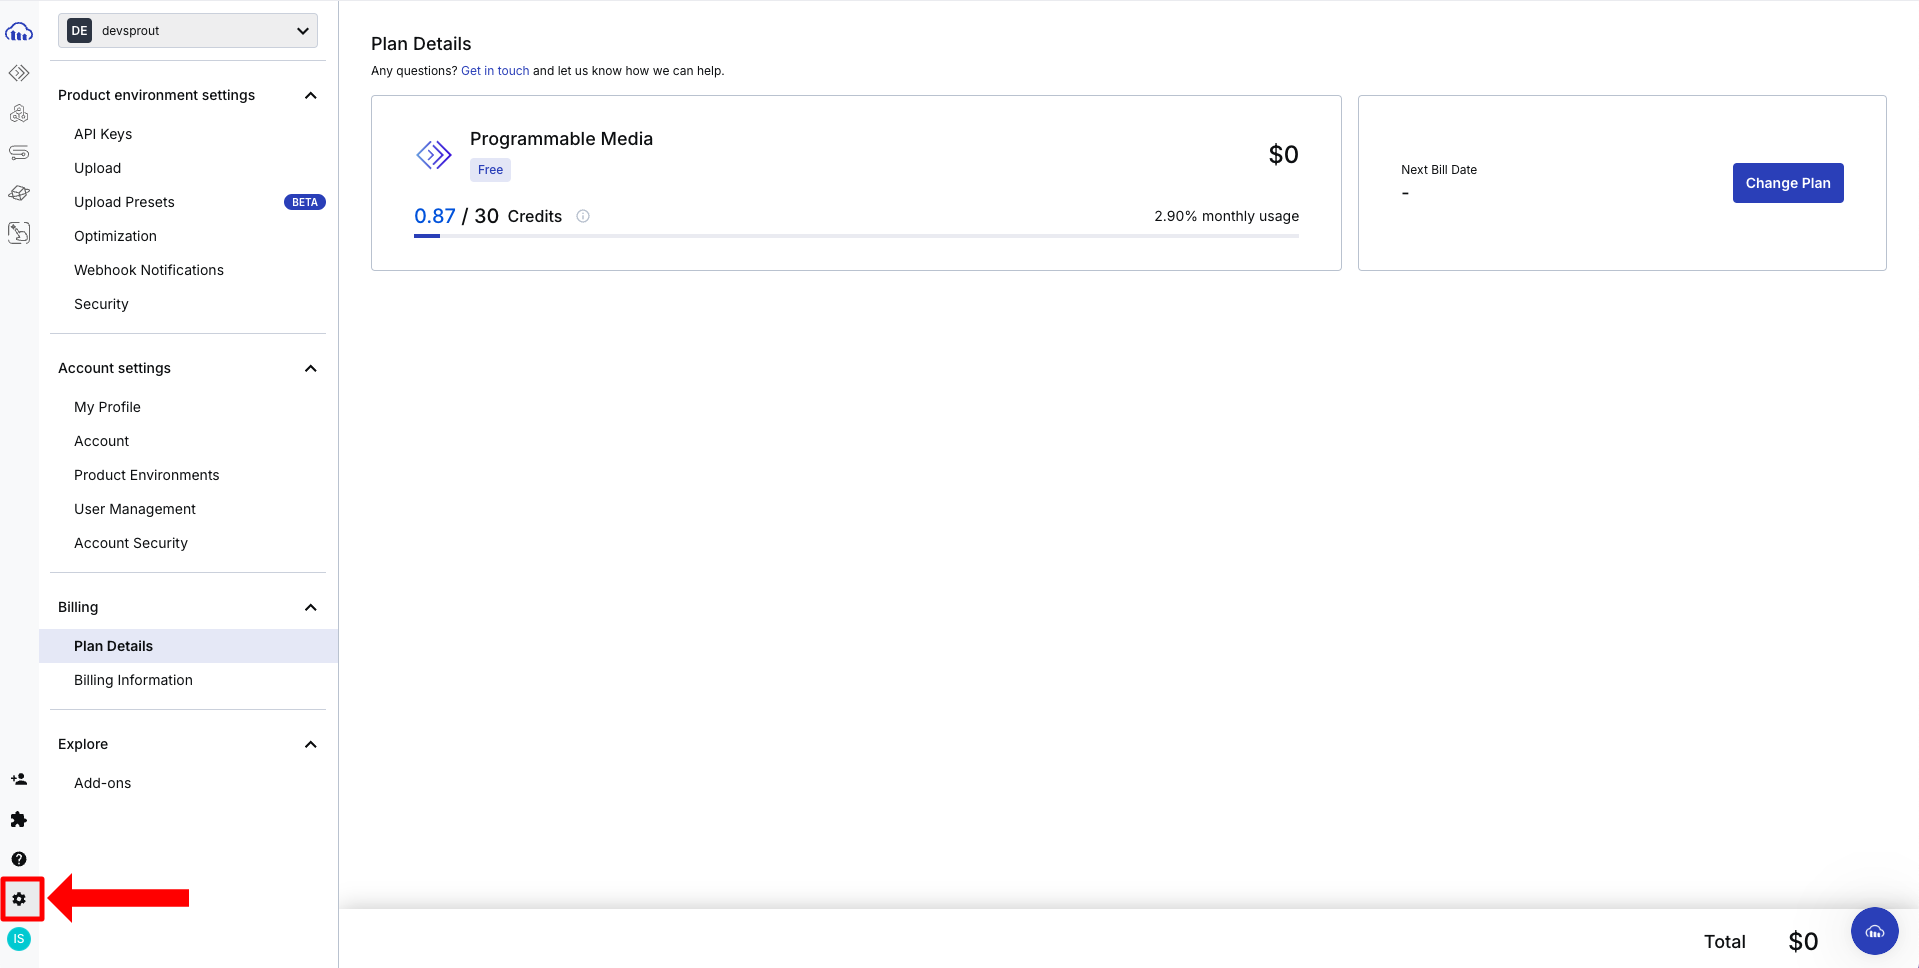 DE devsprout
Product environment settings
API Keys
Upload
Upload Presets BETA
Optimization
Webhook Notifications
Security
Account settings
My Profile
Account
Product Environments
User Management
Account Security
Billing
Plan Details
Billing Information
Explore
Add-ons
IS
Plan Details
Any questions? Get in touch and let us know how we can help.
Programmable Media
Free
$0
0.87 / 30 Credits
2.90% monthly usage
Next Bill Date
-
Change Plan
Total $0